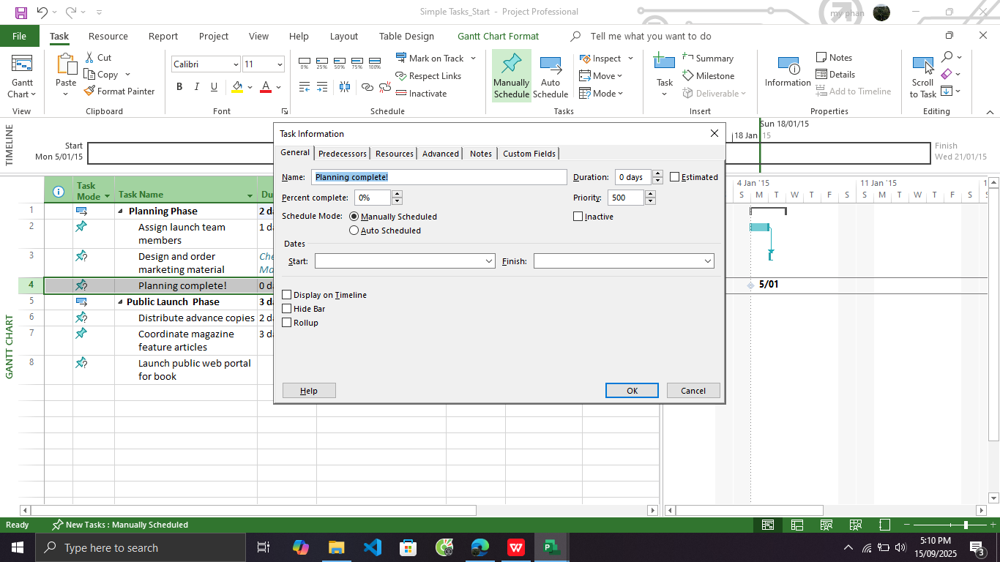 Simple Tasks_Start - Project Professional
my phan
File Task Resource Report Project View Help Layout Table Design Gantt Chart Format Tell me what you want to do
Gantt Chart
View
Paste
Cut
Copy
Format Painter
Clipboard
Calibri 11
B I U A
Font
0% 25% 50% 75% 100%
Mark on Track
Respect Links
Inactivate
Schedule
Manually Schedule
Auto Schedule
Inspect
Move
Mode
Tasks
Task
Summary
Milestone
Deliverable
Insert
Information
Notes
Details
Add to Timeline
Properties
Scroll to Task
Editing
TIMELINE
Start
Mon 5/01/15
Sun 18/01/15
18 Jan '15
Finish
Wed 21/01/15
Task Information
General Predecessors Resources Advanced Notes Custom Fields
Name: Planning complete! Duration: 0 days Estimated
Percent complete: 0% Priority: 500
Schedule Mode: Manually Scheduled Inactive
Auto Scheduled
Dates
Start: Finish:
Display on Timeline
Hide Bar
Rollup
Help OK Cancel
GANTT CHART
Task Mode Task Name
1 Planning Phase
2 Assign launch team members
3 Design and order marketing material
4 Planning complete!
5 Public Launch Phase
6 Distribute advance copies
7 Coordinate magazine feature articles
8 Launch public web portal for book
4 Jan '15 11 Jan '15
S M T W T F S S M T W T F S
5/01
Ready New Tasks : Manually Scheduled
Type here to search
5:10 PM
15/09/2025
3